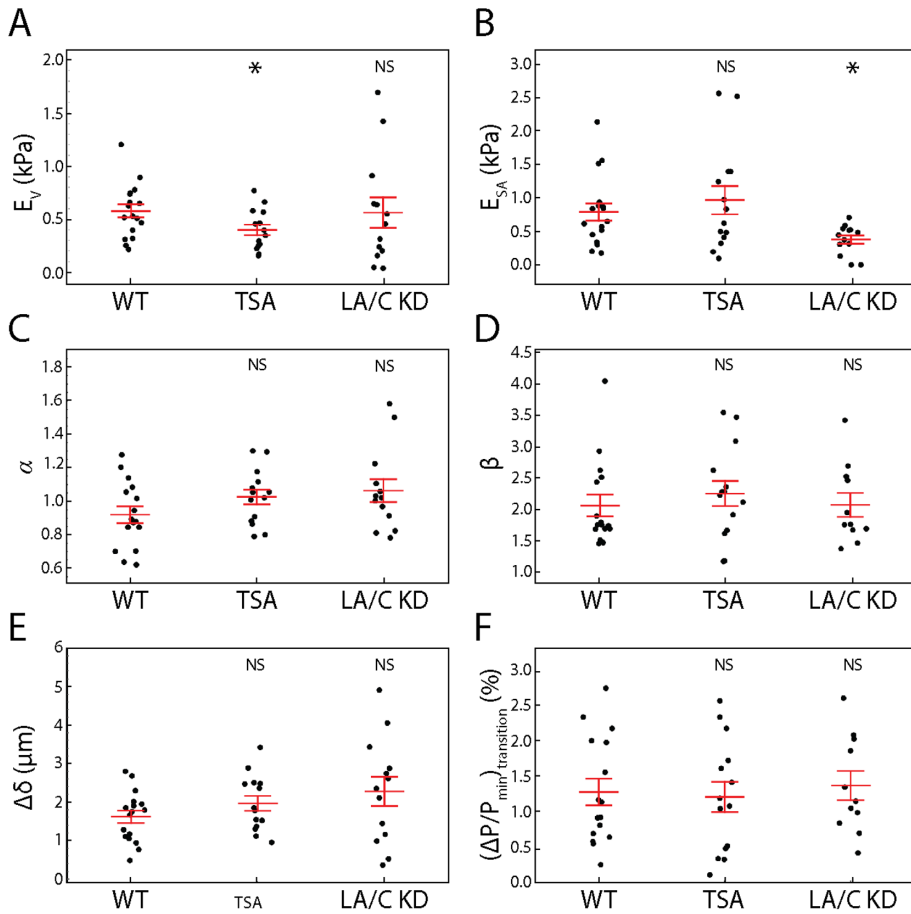 A
E_V (kPa)
2.0
1.5
1.0
0.5
0.0
*
NS
WT
TSA
LA/C KD
B
E_SA (kPa)
3.0
2.5
2.0
1.5
1.0
0.5
0.0
NS
*
WT
TSA
LA/C KD
C
α
1.8
1.6
1.4
1.2
1.0
0.8
0.6
NS
NS
WT
TSA
LA/C KD
D
β
4.5
4.0
3.5
3.0
2.5
2.0
1.5
1.0
NS
NS
WT
TSA
LA/C KD
E
Δδ (μm)
6
5
4
3
2
1
0
NS
NS
WT
TSA
LA/C KD
F
(ΔP/P_min)_transition (%)
3.0
2.5
2.0
1.5
1.0
0.5
0.0
NS
NS
WT
TSA
LA/C KD